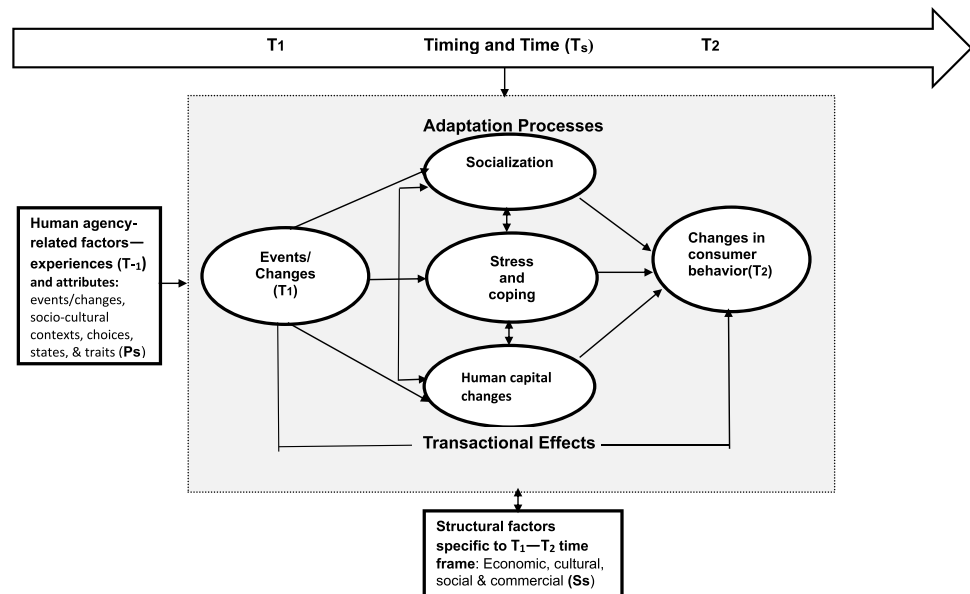 T1 Timing and Time (Ts) T2
Adaptation Processes
Socialization
Human agency-
related factors—
experiences (T-1)
and attributes:
events/changes,
socio-cultural
contexts, choices,
states, & traits (Ps)
Events/
Changes
(T1)
Stress
and
coping
Changes in
consumer
behavior(T2)
Human capital
changes
Transactional Effects
Structural factors
specific to T1—T2 time
frame: Economic, cultural,
social & commercial (Ss)